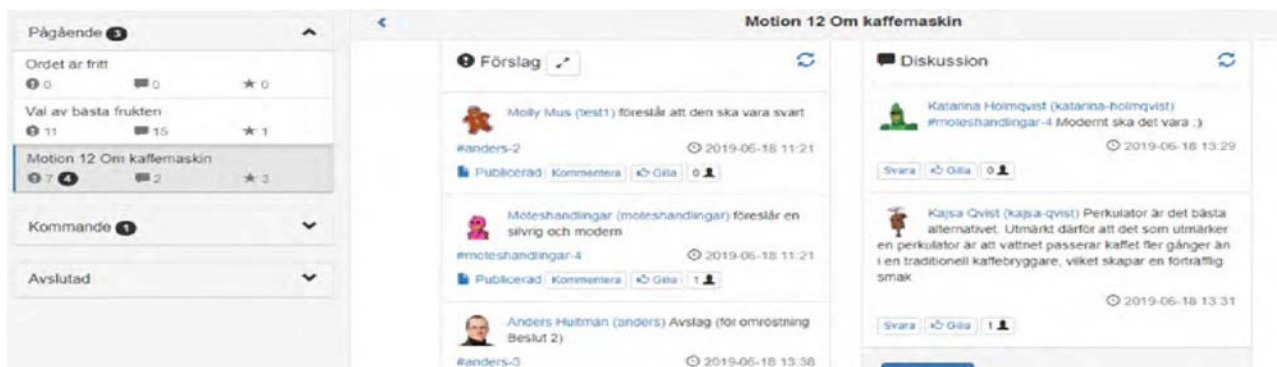 Pågående 3
Ordet är fritt
0 0 0
Val av bästa frukten
11 15 1
Motion 12 Om kaffemaskin
7 4 2 3
Kommande 1
Avslutad
Motion 12 Om kaffemaskin
Förslag
Molly Mus (test1) föreslår att den ska vara svart
#anders-2 2019-06-18 11:21
Publicerad Kommentera Gilla 0
Möteshandlingar (moteshandlingar) föreslår en
silvrig och modern
#moteshandlingar-4 2019-06-18 11:21
Publicerad Kommentera Gilla 1
Anders Hultman (anders) Avslag (för omröstning
Beslut 2)
#anders-3 2019-06-18 13:38
Diskussion
Katarina Holmqvist (katarina-holmqvist)
#moteshandlingar-4 Modernt ska det vara :)
2019-06-18 13:29
Svara Gilla 0
Kajsa Qvist (kajsa-qvist) Perkulator är det bästa
alternativet. Utmärkt därför att det som utmärker
en perkulator är att vattnet passerar kaffet fler gånger än
i en traditionell kaffebryggare, vilket skapar en förträfflig
smak
2019-06-18 13:31
Svara Gilla 1